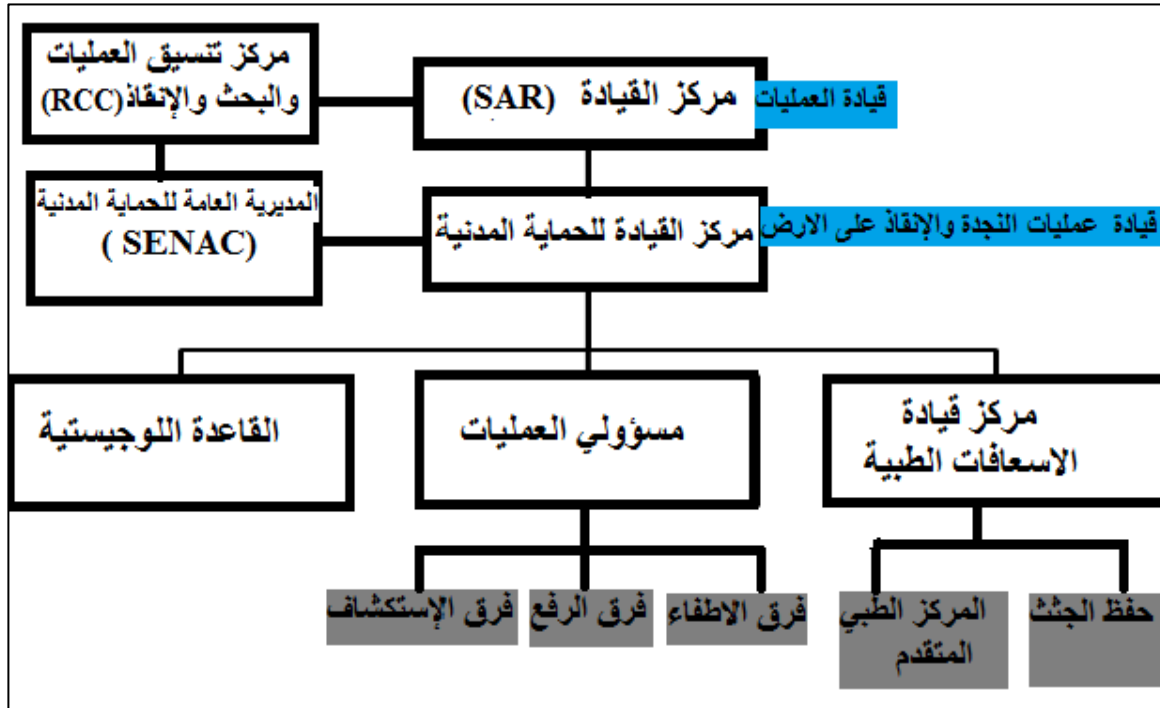 مركز تنسيق العمليات
والبحث والإنقاذ(RCC)
مركز القيادة (SAR)
قيادة العمليات
المديرية العامة للحماية المدنية
( SENAC)
مركز القيادة للحماية المدنية
قيادة عمليات النجدة والإنقاذ على الارض
مركز قيادة
الاسعافات الطبية
مسؤولي العمليات
القاعدة اللوجيستية
حفظ الجثث
المركز الطبي
المتقدم
فرق الاطفاء
فرق الرفع
فرق الإستكشاف